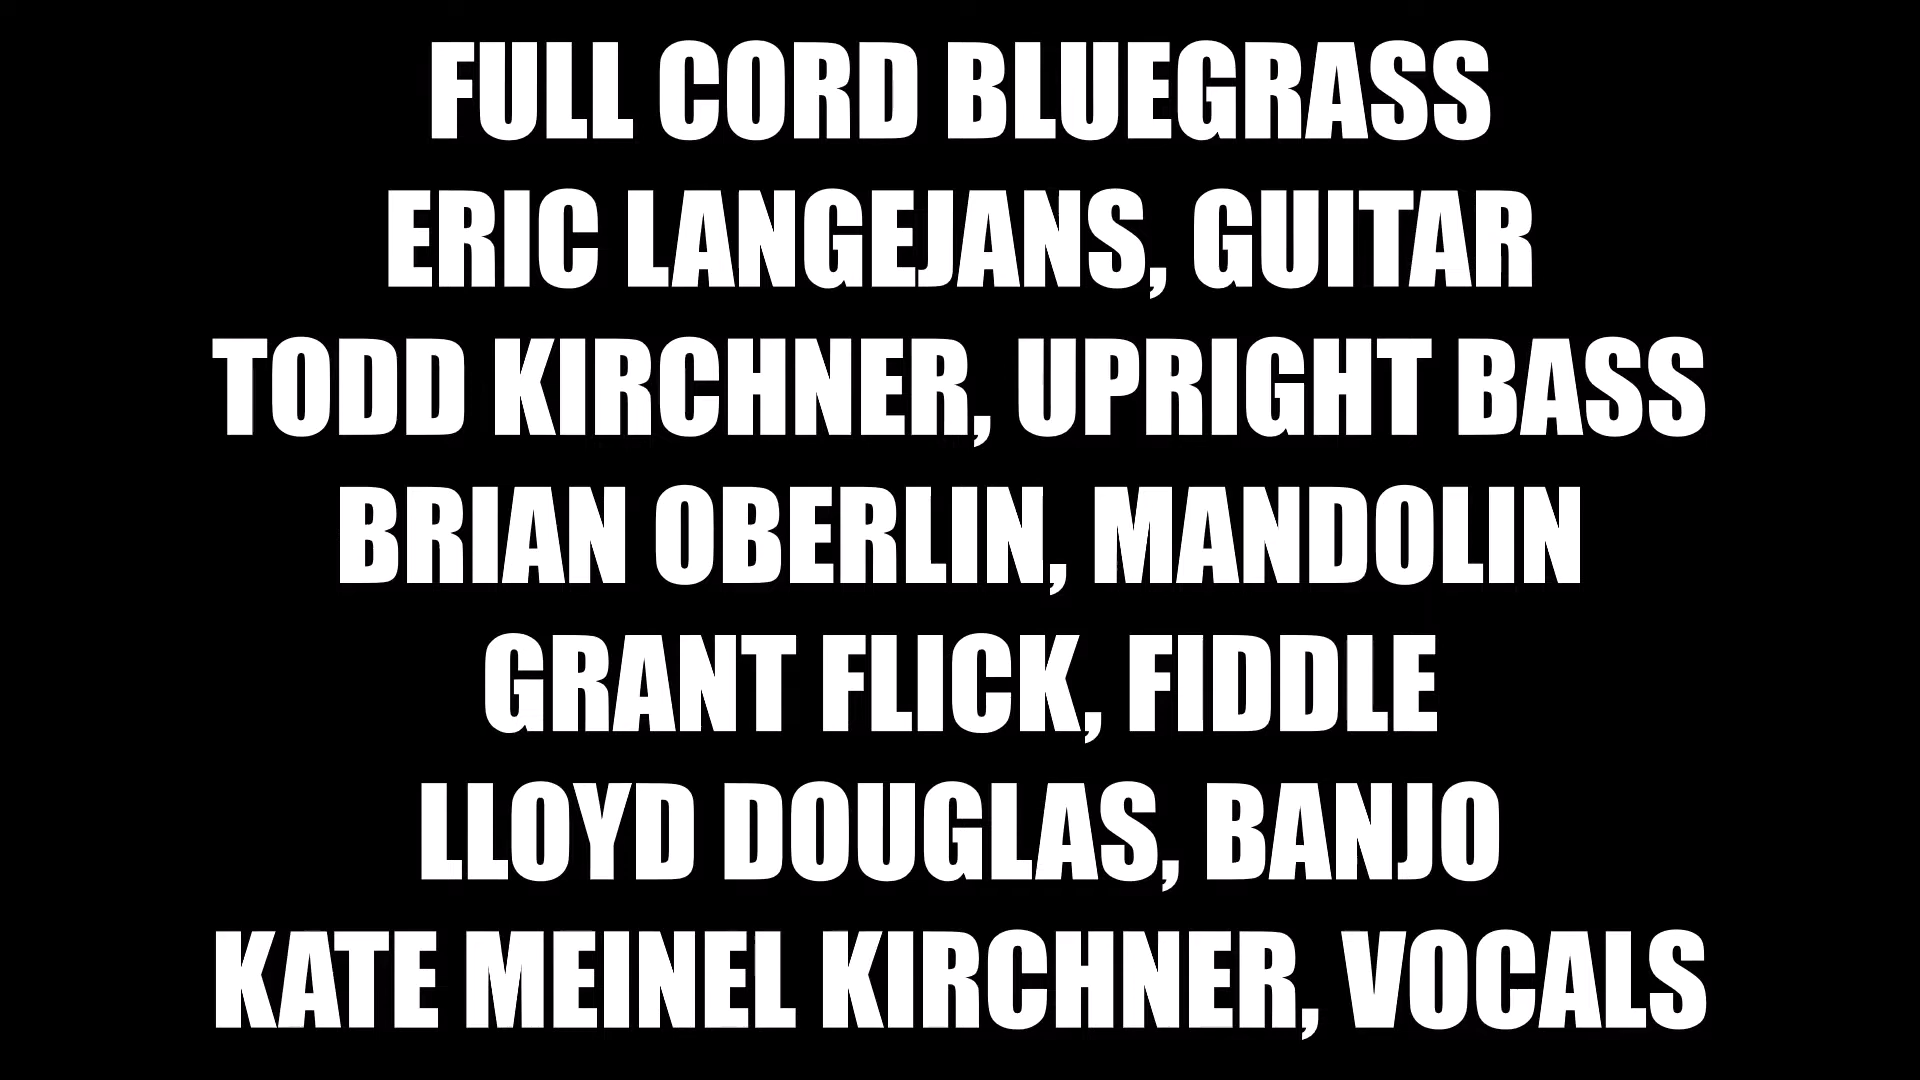 FULL CORD BLUEGRASS
ERIC LANGEJANS, GUITAR
TODD KIRCHNER, UPRIGHT BASS
BRIAN OBERLIN, MANDOLIN
GRANT FLICK, FIDDLE
LLOYD DOUGLAS, BANJO
KATE MEINEL KIRCHNER, VOCALS